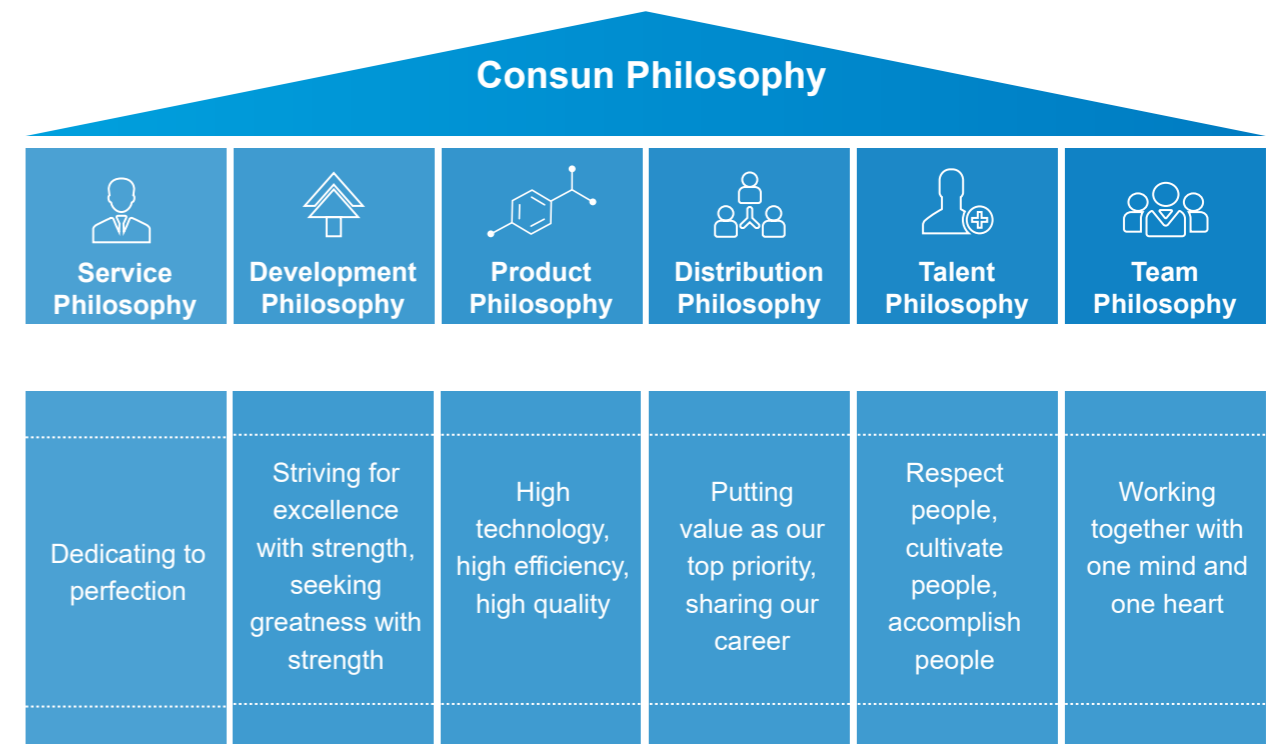 Consun Philosophy
Service
Philosophy
Development
Philosophy
Product
Philosophy
Distribution
Philosophy
Talent
Philosophy
Team
Philosophy
Dedicating to
perfection
Striving for
excellence
with strength,
seeking
greatness with
strength
High
technology,
high efficiency,
high quality
Putting
value as our
top priority,
sharing our
career
Respect
people,
cultivate
people,
accomplish
people
Working
together with
one mind and
one heart